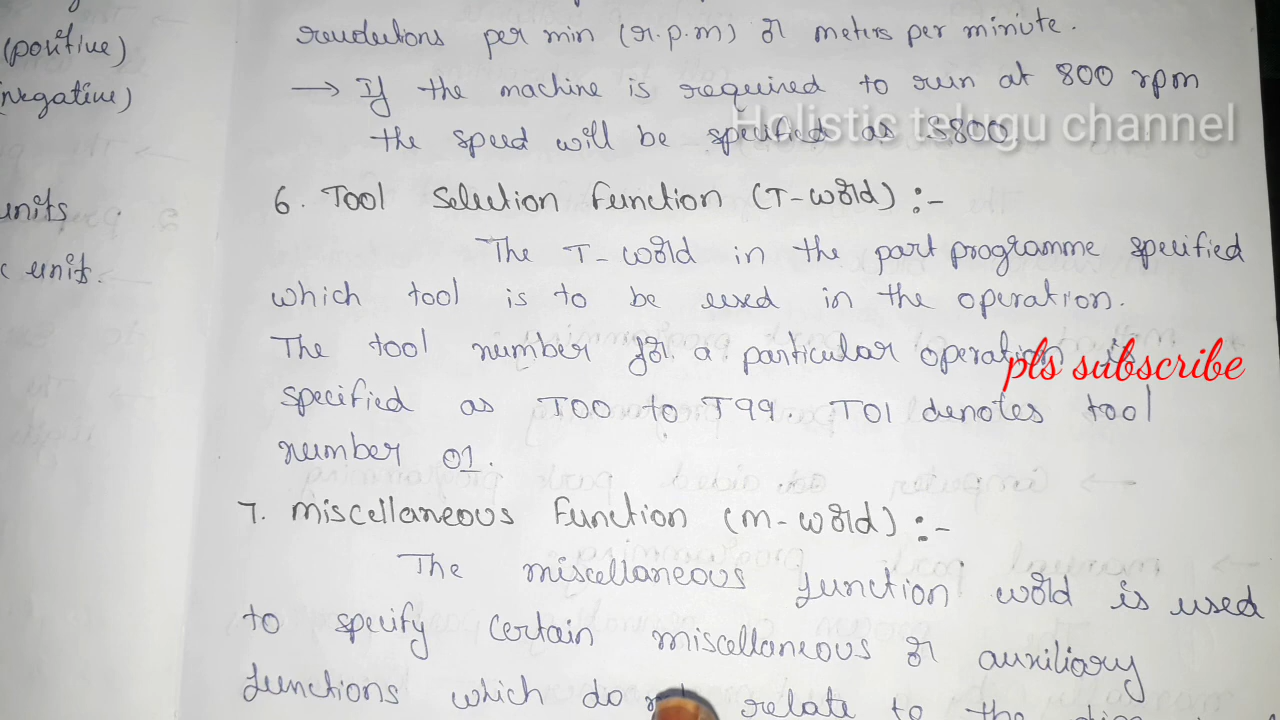 (positive)
(negative)
units
c units.
revoluctions per min (r.p.m) or meters per minute.
→ If the machine is required to run at 800 rpm
the speed will be specified as S800.
Holistic telugu channel
6. Tool Selection Function (T-word) :-
The T-word in the part programme specified
which tool is to be used in the operation.
The tool number for a particular operation is
pls subscribe
specified as T00 to T99. T01 denotes tool
number 01.
7. Miscellaneous Function (M-word) :-
The miscellaneous function word is used
to specify certain miscellaneous or auxiliary
functions which do relate to the